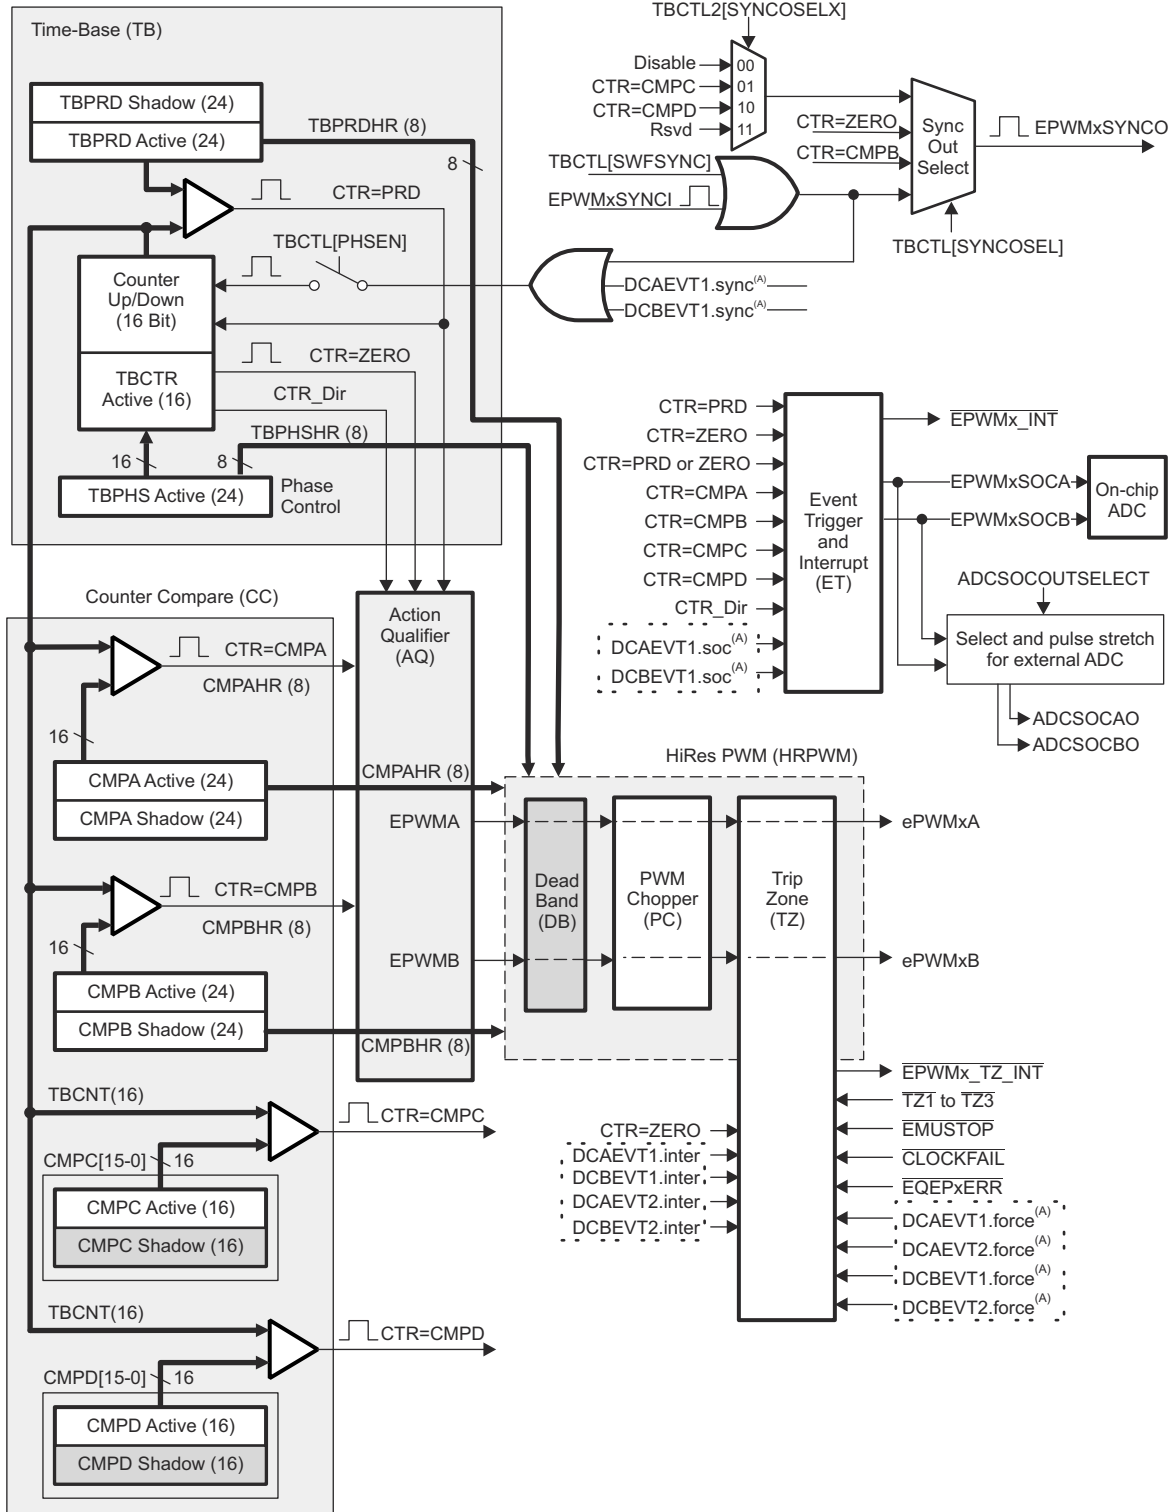 TBCTL2[SYNCOSELX]
Time-Base (TB)
Disable
00
CTR=CMPC
01
CTR=CMPD
10
Rsvd
11
TBPRD Shadow (24)
TBPRD Active (24)
TBPRDHR (8)
8
CTR=ZERO
CTR=CMPB
Sync
Out
Select
EPWMxSYNCO
TBCTL[SWFSYNC]
EPWMxSYNCI
TBCTL[SYNCOSEL]
CTR=PRD
TBCTL[PHSEN]
DCAEVT1.sync(A)
DCBEVT1.sync(A)
Counter
Up/Down
(16 Bit)
TBCTR
Active (16)
CTR=ZERO
CTR_Dir
TBPHSHR (8)
16
8
TBPHS Active (24)
Phase
Control
CTR=PRD
CTR=ZERO
CTR=PRD or ZERO
CTR=CMPA
CTR=CMPB
CTR=CMPC
CTR=CMPD
CTR_Dir
DCAEVT1.soc(A)
DCBEVT1.soc(A)
Event
Trigger
and
Interrupt
(ET)
EPWMx_INT
EPWMxSOCA
EPWMxSOCB
On-chip
ADC
ADCSOCOUTSELECT
Select and pulse stretch
for external ADC
ADCSOCAO
ADCSOCBO
Counter Compare (CC)
Action
Qualifier
(AQ)
CTR=CMPA
CMPAHR (8)
16
CMPA Active (24)
CMPA Shadow (24)
CMPAHR (8)
HiRes PWM (HRPWM)
EPWMA
ePWMxA
CTR=CMPB
CMPBHR (8)
16
Dead
Band
(DB)
PWM
Chopper
(PC)
Trip
Zone
(TZ)
EPWMB
ePWMxB
CMPB Active (24)
CMPB Shadow (24)
CMPBHR (8)
TBCNT(16)
CTR=CMPC
CMPC[15-0]
16
CMPC Active (16)
CMPC Shadow (16)
EPWMx_TZ_INT
TZ1 to TZ3
EMUSTOP
CLOCKFAIL
EQEPxERR
DCAEVT1.force(A)
DCAEVT2.force(A)
DCBEVT1.force(A)
DCBEVT2.force(A)
CTR=ZERO
DCAEVT1.inter
DCBEVT1.inter
DCAEVT2.inter
DCBEVT2.inter
TBCNT(16)
CTR=CMPD
CMPD[15-0]
16
CMPD Active (16)
CMPD Shadow (16)